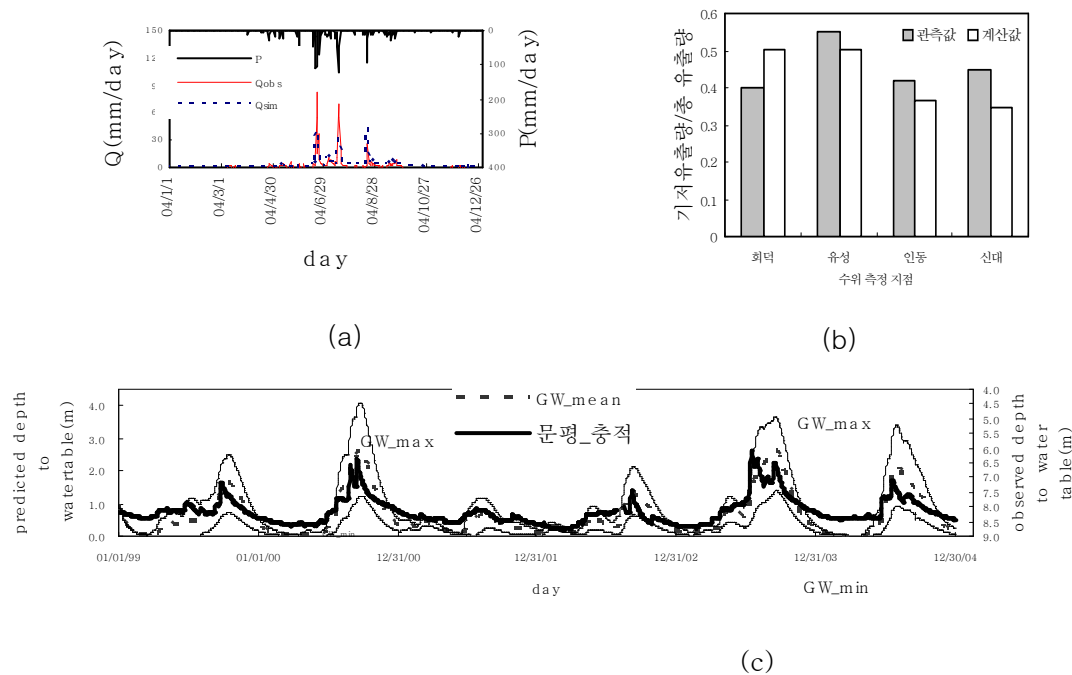 150
12
9
6
30
0
Q(mm/day)
P
Qobs
Qsim
0
100
200
300
400
P(mm/day)
04/1/1
04/3/1
04/4/30
04/6/29
04/8/28
04/10/27
04/12/26
day
(a)
기저유출량/총 유출량
0.6
0.5
0.4
0.3
0.2
0.1
0
관측값 계산값
회덕 유성 인동 신대
수위 측정 지점
(b)
predicted depth
to
watertable(m)
4.0
3.0
2.0
1.0
0.0
GW_mean
문평_충적
GW_max
GW_max
4.0
4.5
5.0
5.5
6.0
6.5
7.0
7.5
8.0
8.5
9.0
observed depth
to water
table(m)
01/01/99 01/01/00 12/31/00 12/31/01 12/31/02 12/31/03 12/30/04
day
GW_min
(c)